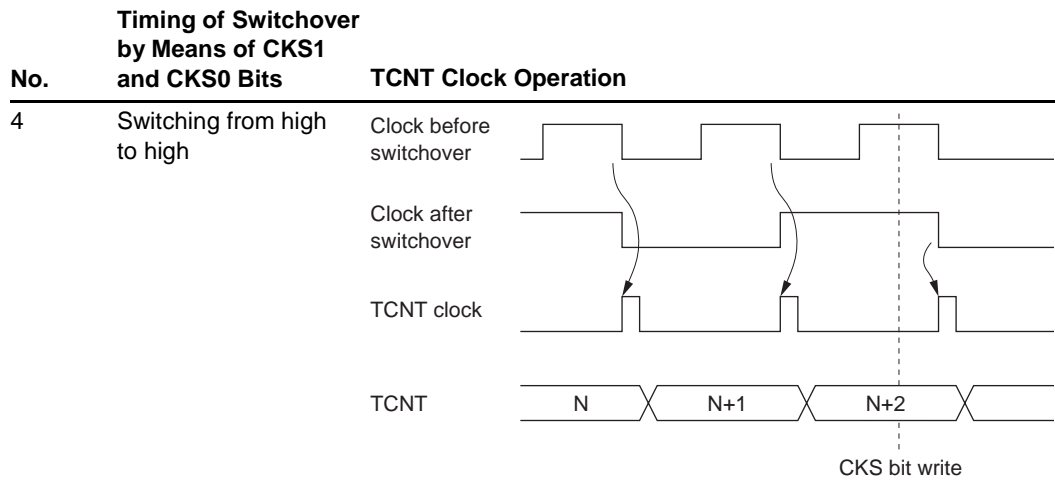 No.
Timing of Switchover
by Means of CKS1
and CKS0 Bits
TCNT Clock Operation
4
Switching from high
to high
Clock before
switchover
Clock after
switchover
TCNT clock
TCNT
N
N+1
N+2
CKS bit write